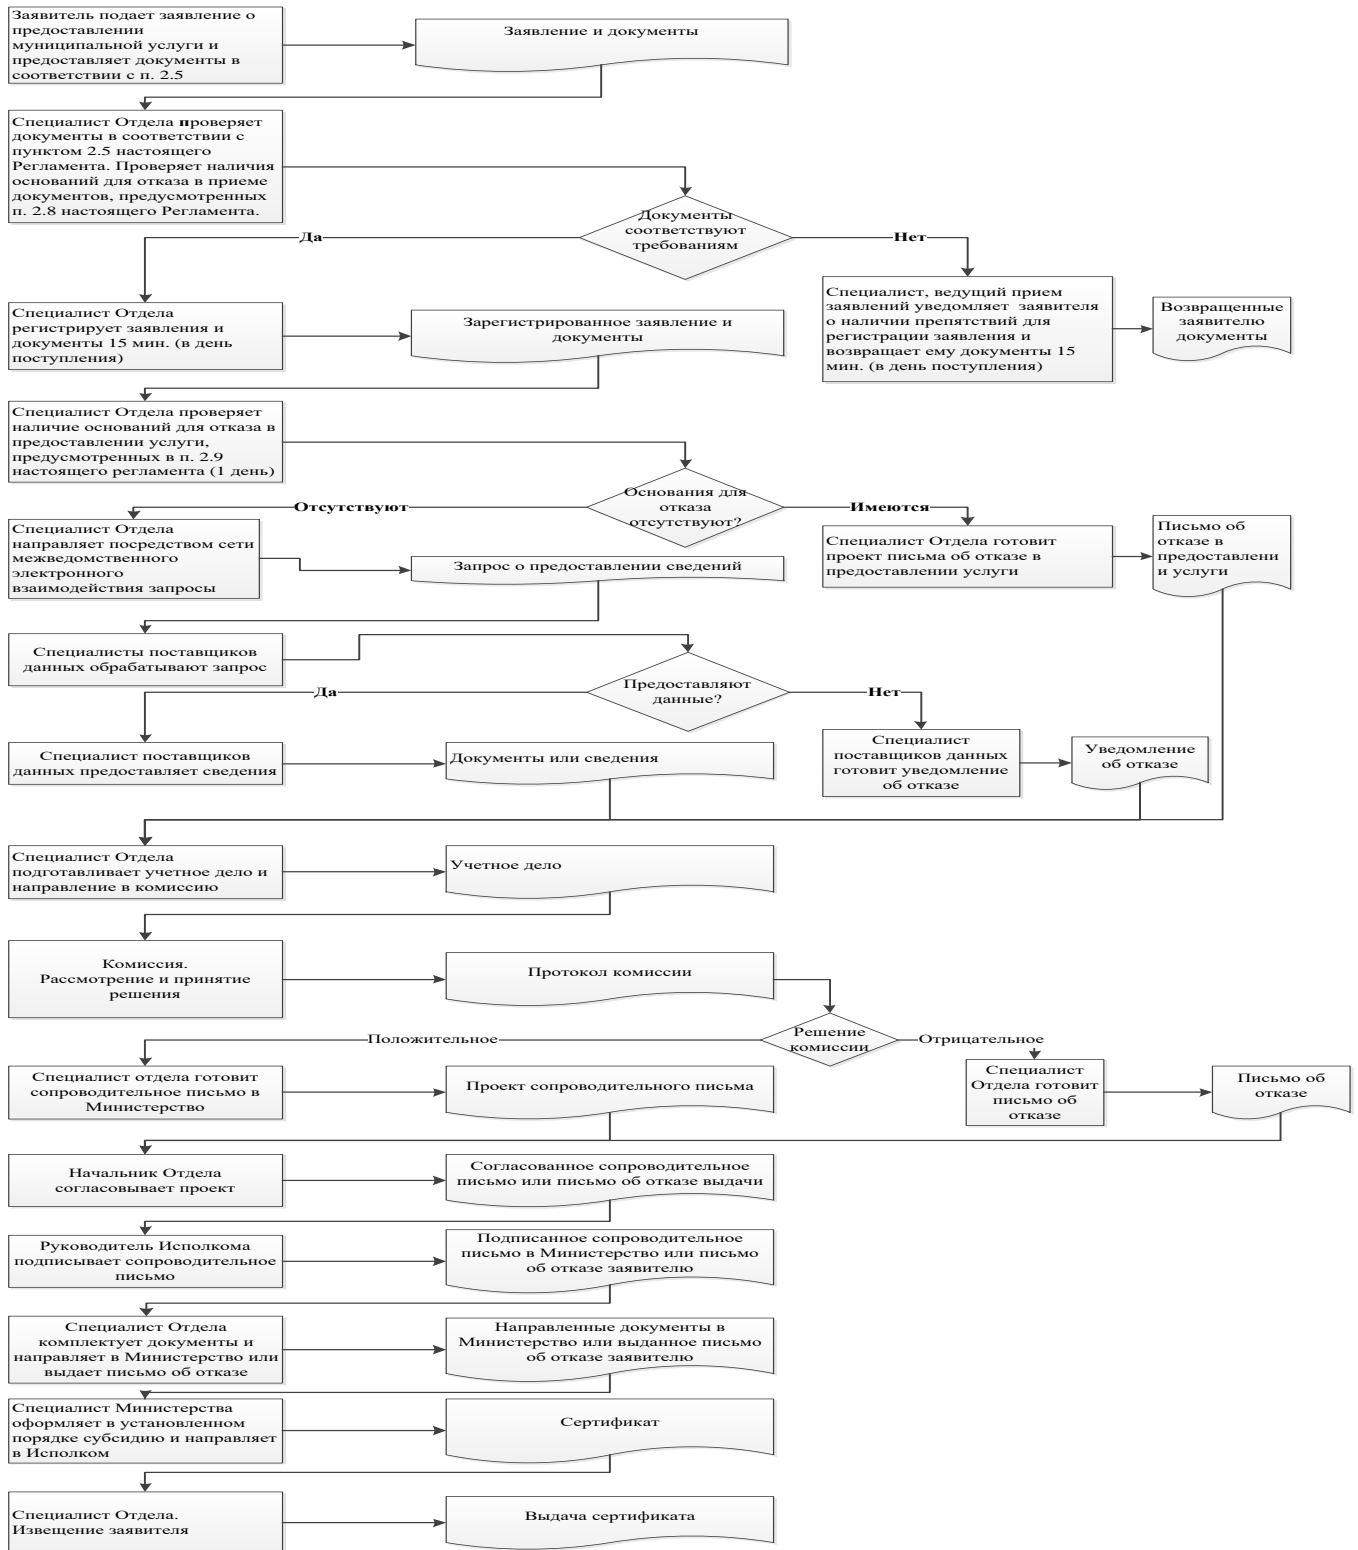 Заявитель подает заявление о
предоставлении
муниципальной услуги и
предоставляет документы в
соответствии с п. 2.5
Заявление и документы
Специалист Отдела проверяет
документы в соответствии с
пунктом 2.5 настоящего
Регламента. Проверяет наличия
оснований для отказа в приеме
документов, предусмотренных
п. 2.8 настоящего Регламента.
Документы
соответствуют
требованиям
Да
Нет
Специалист Отдела
регистрирует заявления и
документы 15 мин. (в день
поступления)
Зарегистрированное заявление и
документы
Специалист, ведущий прием
заявлений уведомляет заявителя
о наличии препятствий для
регистрации заявления и
возвращает ему документы 15
мин. (в день поступления)
Возвращенные
заявителю
документы
Специалист Отдела проверяет
наличие оснований для отказа в
предоставлении услуги,
предусмотренных в п. 2.9
настоящего регламента (1 день)
Основания для
отказа
отсутствуют?
Отсутствуют
Имеются
Специалист Отдела
направляет посредством сети
межведомственного
электронного
взаимодействия запросы
Запрос о предоставлении сведений
Специалист Отдела готовит
проект письма об отказе в
предоставлении услуги
Письмо об
отказе в
предоставлени
и услуги
Специалисты поставщиков
данных обрабатывают запрос
Предоставляют
данные?
Да
Нет
Специалист поставщиков
данных предоставляет сведения
Документы или сведения
Специалист
поставщиков данных
готовит уведомление
об отказе
Уведомление
об отказе
Специалист Отдела
подготавливает учетное дело и
направление в комиссию
Учетное дело
Комиссия.
Рассмотрение и принятие
решения
Протокол комиссии
Решение
комиссии
Положительное
Отрицательное
Специалист отдела готовит
сопроводительное письмо в
Министерство
Проект сопроводительного письма
Специалист
Отдела готовит
письмо об
отказе
Письмо об
отказе
Начальник Отдела
согласовывает проект
Согласованное сопроводительное
письмо или письмо об отказе выдачи
Руководитель Исполкома
подписывает сопроводительное
письмо
Подписанное сопроводительное
письмо в Министерство или письмо
об отказе заявителю
Специалист Отдела
комплектует документы и
направляет в Министерство или
выдает письмо об отказе
Направленные документы в
Министерство или выданное письмо
об отказе заявителю
Специалист Министерства
оформляет в установленном
порядке субсидию и направляет
в Исполком
Сертификат
Специалист Отдела.
Извещение заявителя
Выдача сертификата